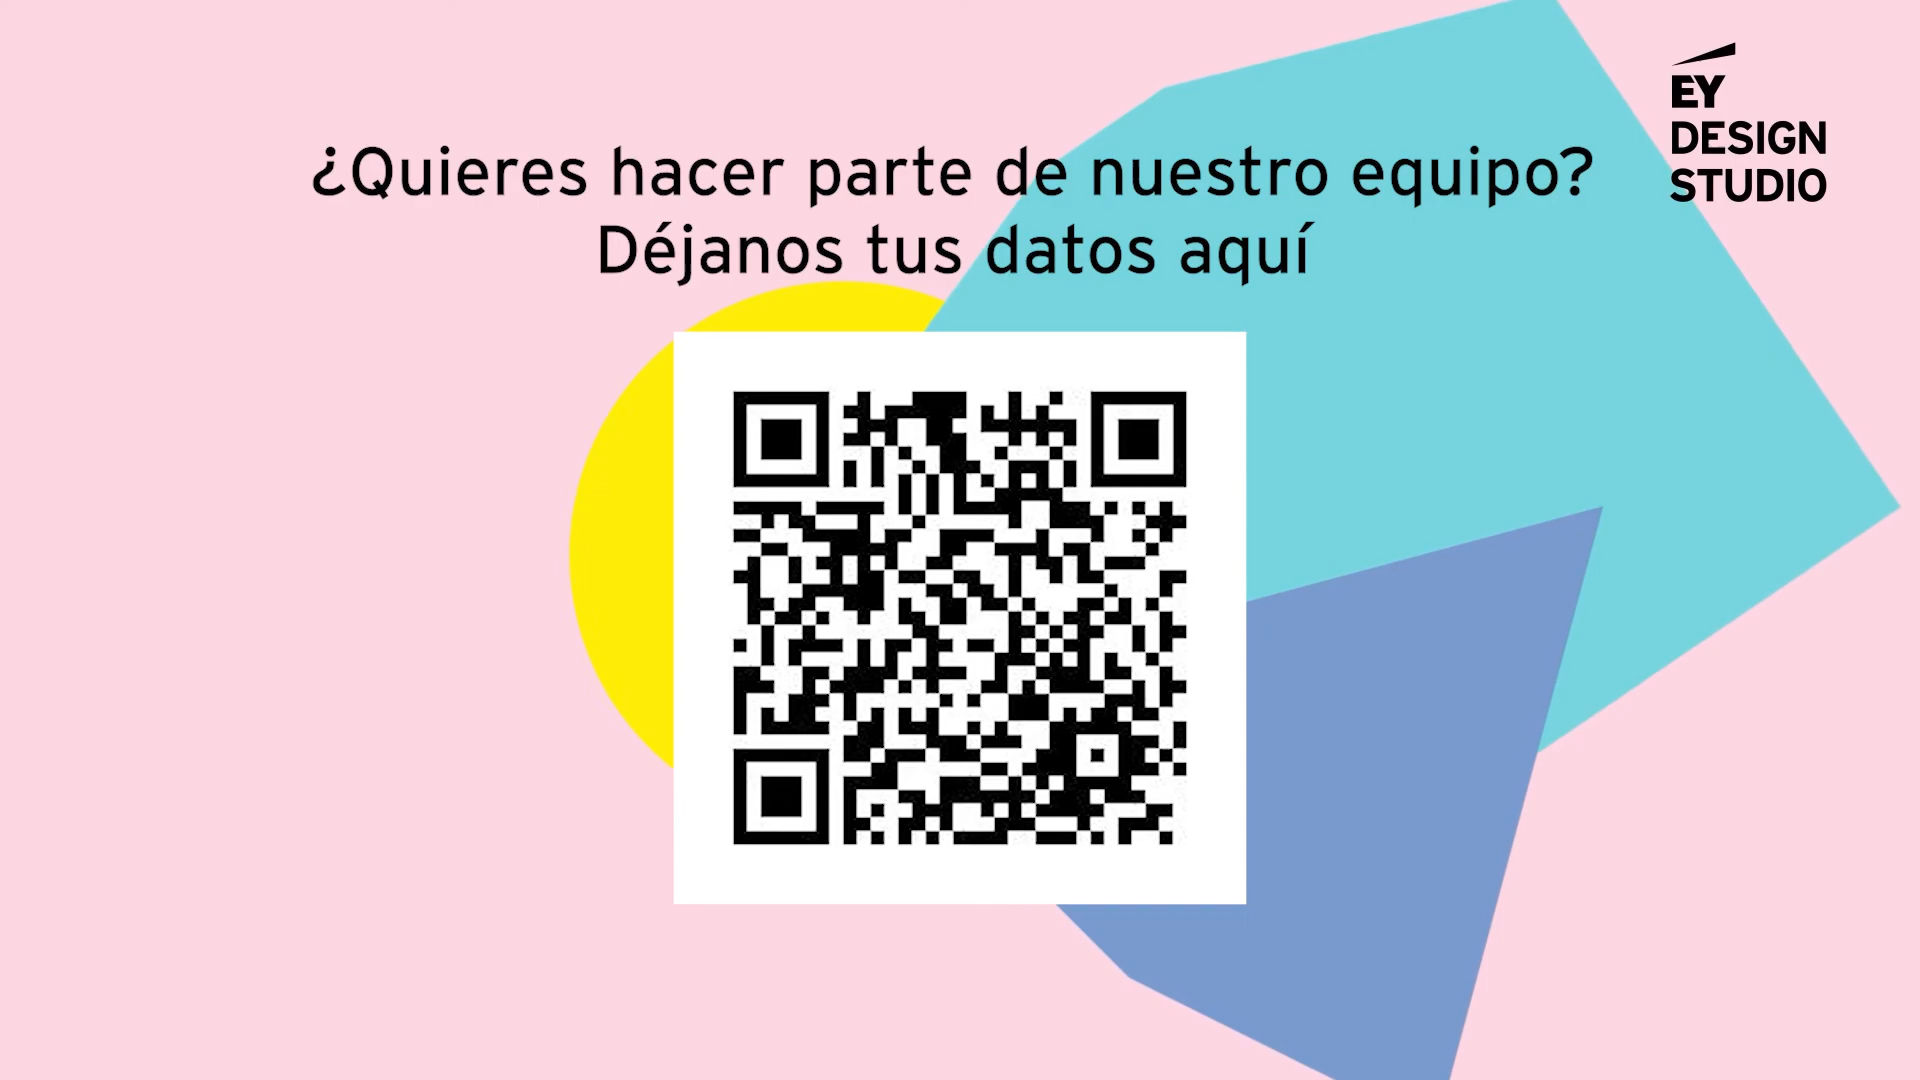 ¿Quieres hacer parte de nuestro equipo?
Déjanos tus datos aquí
EY
DESIGN
STUDIO